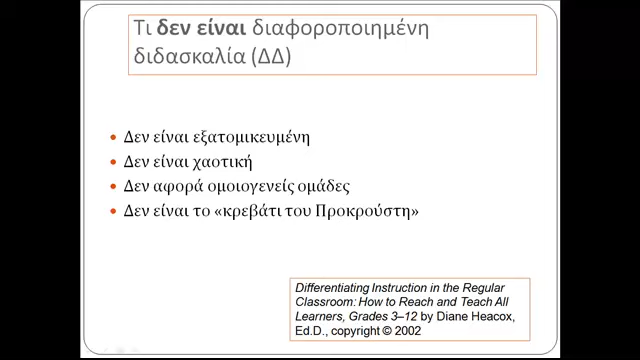 Τι δεν είναι διαφοροποιημένη
διδασκαλία (ΔΔ)
• Δεν είναι εξατομικευμένη
• Δεν είναι χαοτική
• Δεν αφορά ομοιογενείς ομάδες
• Δεν είναι το «κρεβάτι του Προκρούστη»
Differentiating Instruction in the Regular
Classroom: How to Reach and Teach All
Learners, Grades 3–12 by Diane Heacox,
Ed.D., copyright © 2002